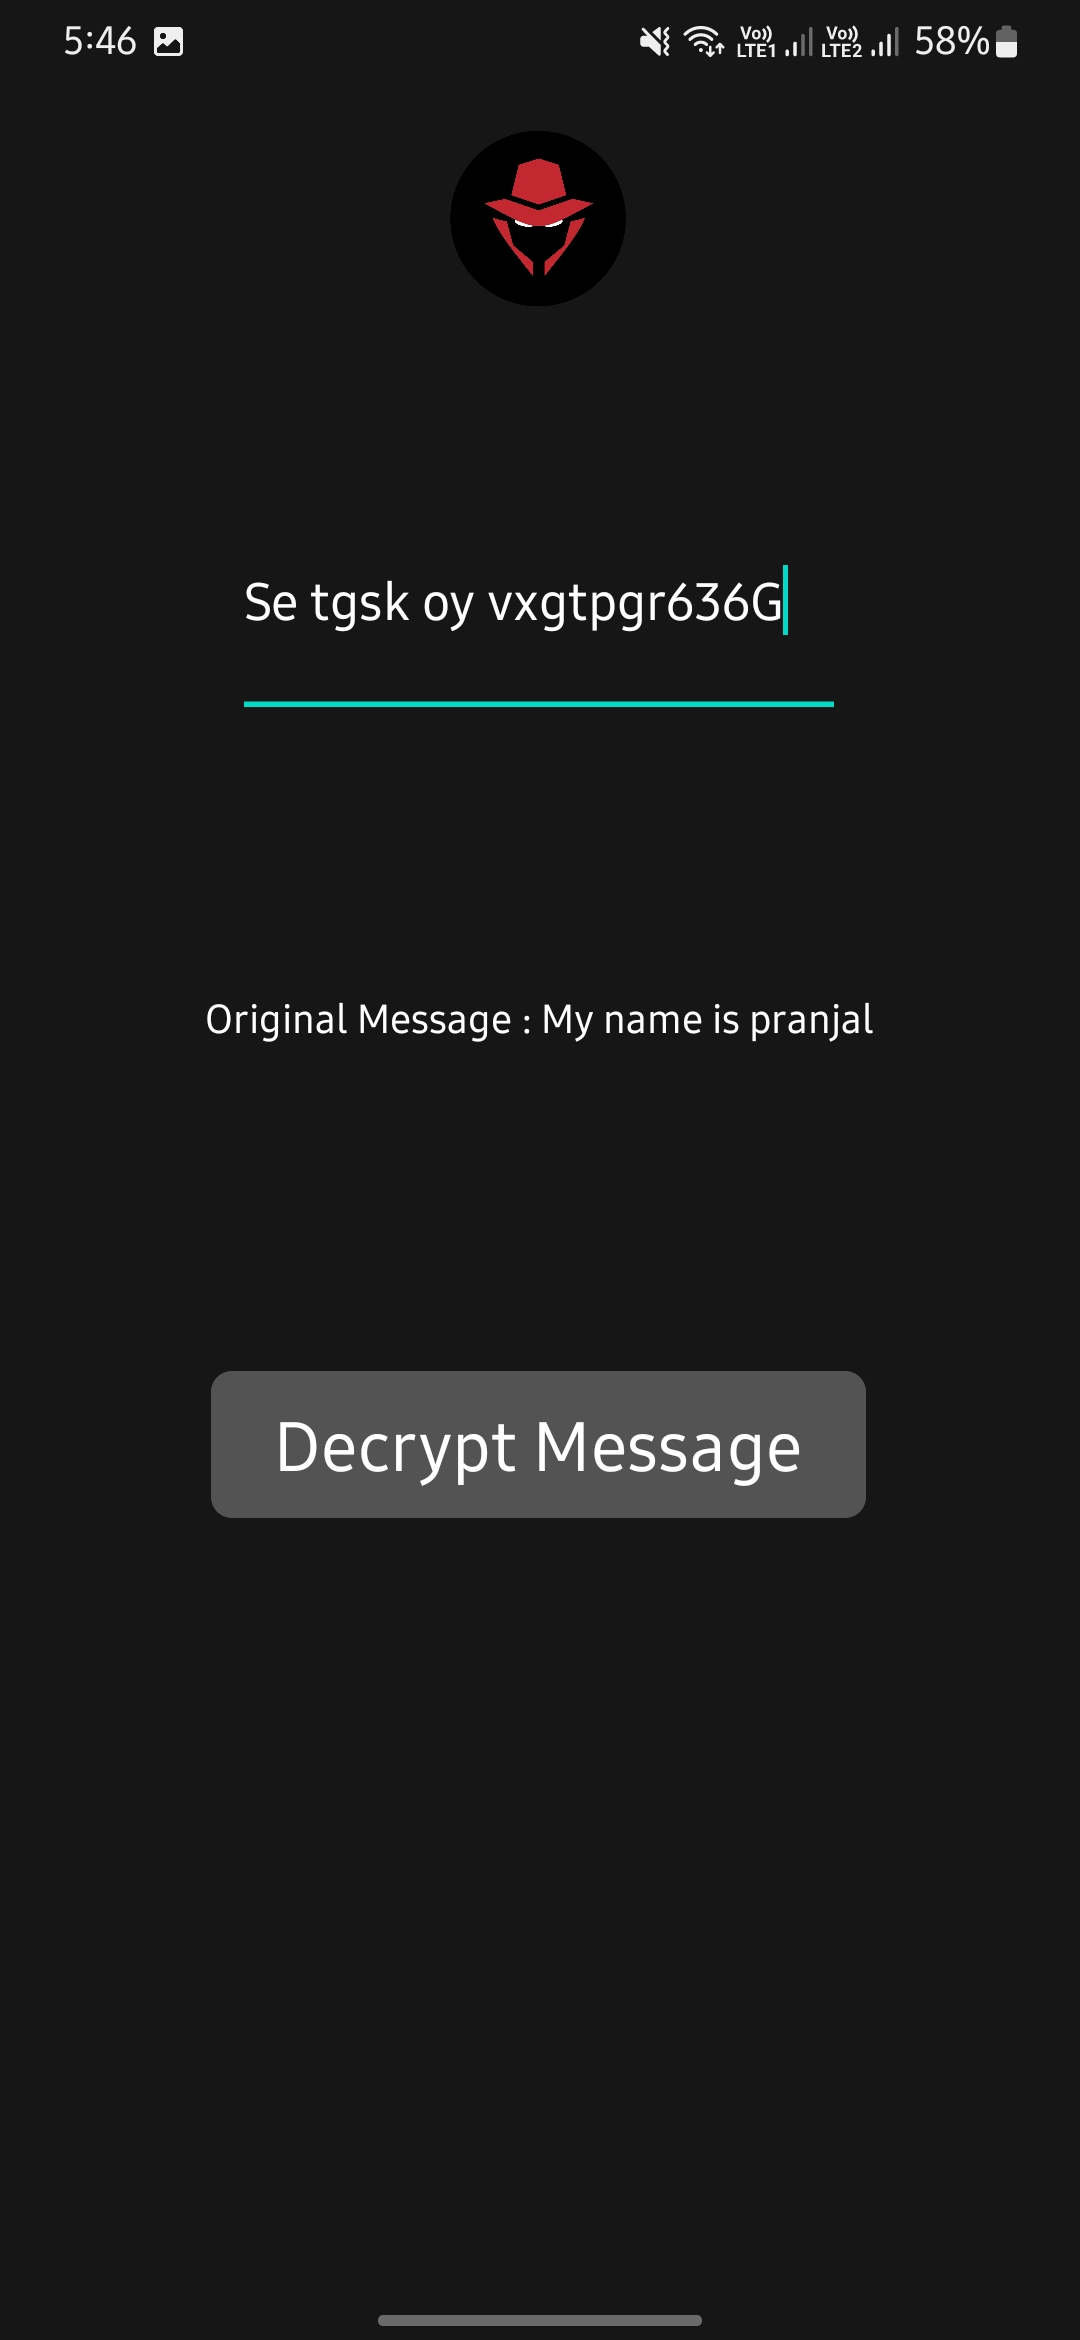 5:46 Vo)) LTE1 Vo)) LTE2 58%
Se tgsk oy vxgtpgr636G
Original Message : My name is pranjal
Decrypt Message